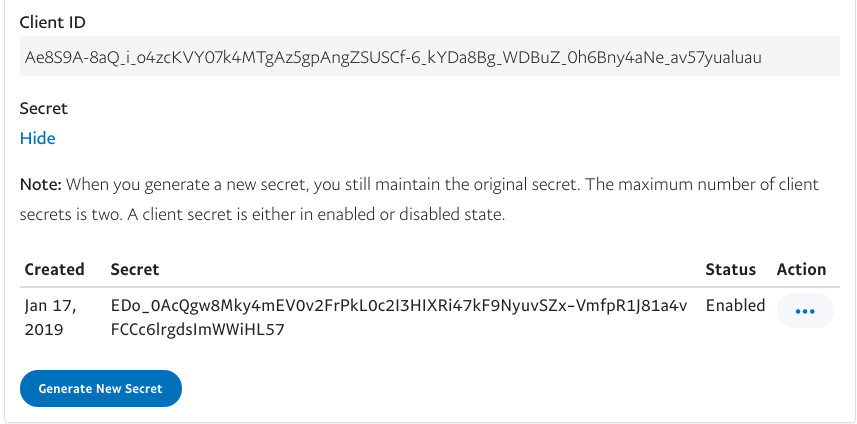 Client ID
Ae8S9A-8aQ_i_o4zcKVY07k4MTgAz5gpAngZSUSCf-6_kYDa8Bg_WDBuZ_0h6Bny4aNe_av57yualuau
Secret
Hide
Note: When you generate a new secret, you still maintain the original secret. The maximum number of client
secrets is two. A client secret is either in enabled or disabled state.
Created Secret Status Action
Jan 17, EDo_0AcQgw8Mky4mEV0v2FrPkL0c2I3HIXRi47kF9NyuvSZx-VmfpR1J81a4v Enabled
2019 FCCc6lrgdsImWWiHL57
Generate New Secret